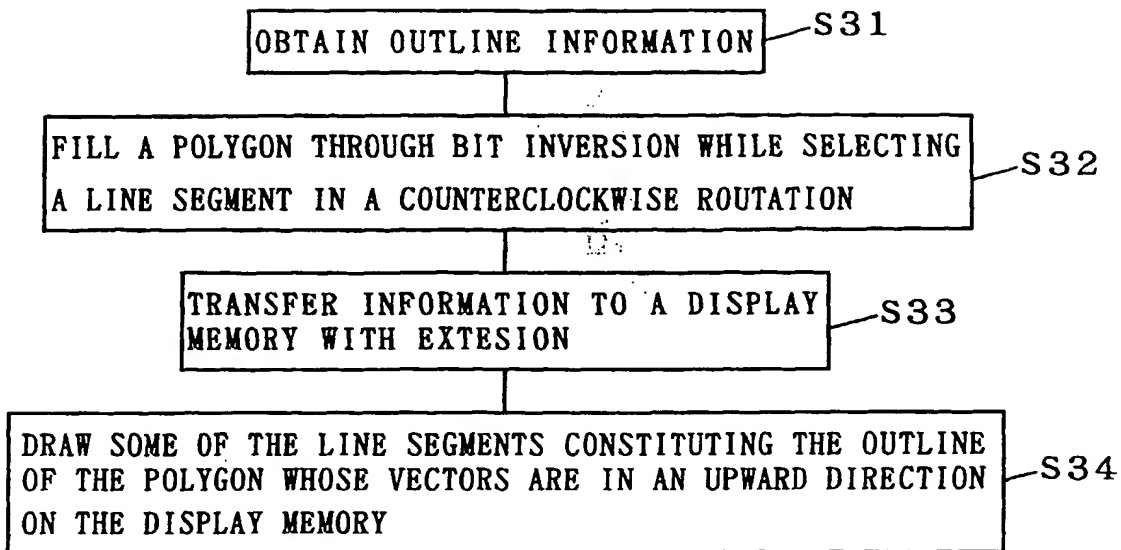 OBTAIN OUTLINE INFORMATION
S31
FILL A POLYGON THROUGH BIT INVERSION WHILE SELECTING
A LINE SEGMENT IN A COUNTERCLOCKWISE ROUTATION
S32
TRANSFER INFORMATION TO A DISPLAY
MEMORY WITH EXTESION
S33
DRAW SOME OF THE LINE SEGMENTS CONSTITUTING THE OUTLINE
OF THE POLYGON WHOSE VECTORS ARE IN AN UPWARD DIRECTION
ON THE DISPLAY MEMORY
S34